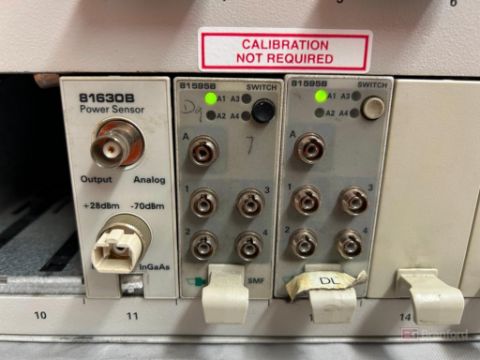 CALIBRATION
NOT REQUIRED
81630B
Power Sensor
Output Analog
+28dBm -70dBm
InGaAs
81595B SWITCH
A1 A3
A2 A4
A
1 3
2 4
SMF
81595B SWITCH
A1 A3
A2 A4
A
1 3
2 4
DL
10 11 14
Brainford